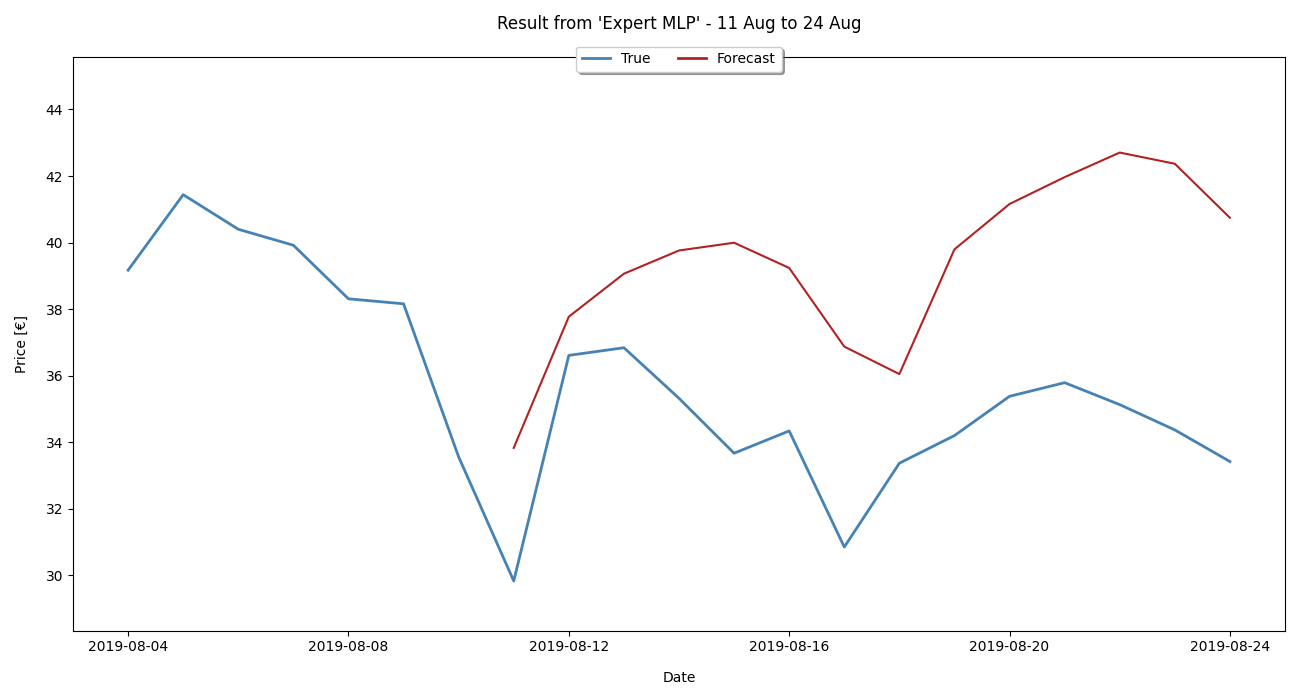 Result from 'Expert MLP' - 11 Aug to 24 Aug
True Forecast
44
42
40
38
36
34
32
30
Price [€]
2019-08-04 2019-08-08 2019-08-12 2019-08-16 2019-08-20 2019-08-24
Date